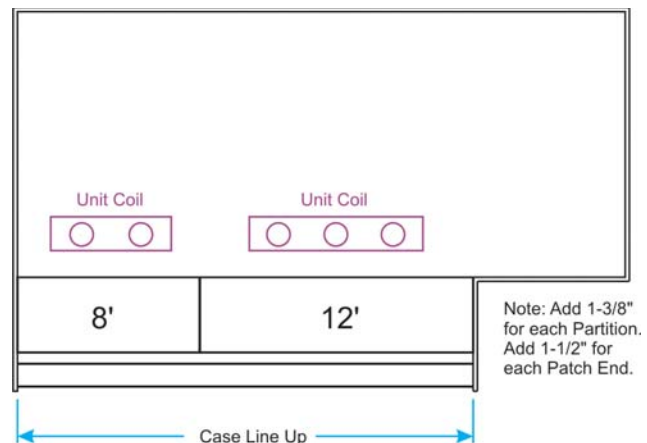 Unit Coil
Unit Coil
8'
12'
Note: Add 1-3/8"
for each Partition.
Add 1-1/2" for
each Patch End.
Case Line Up